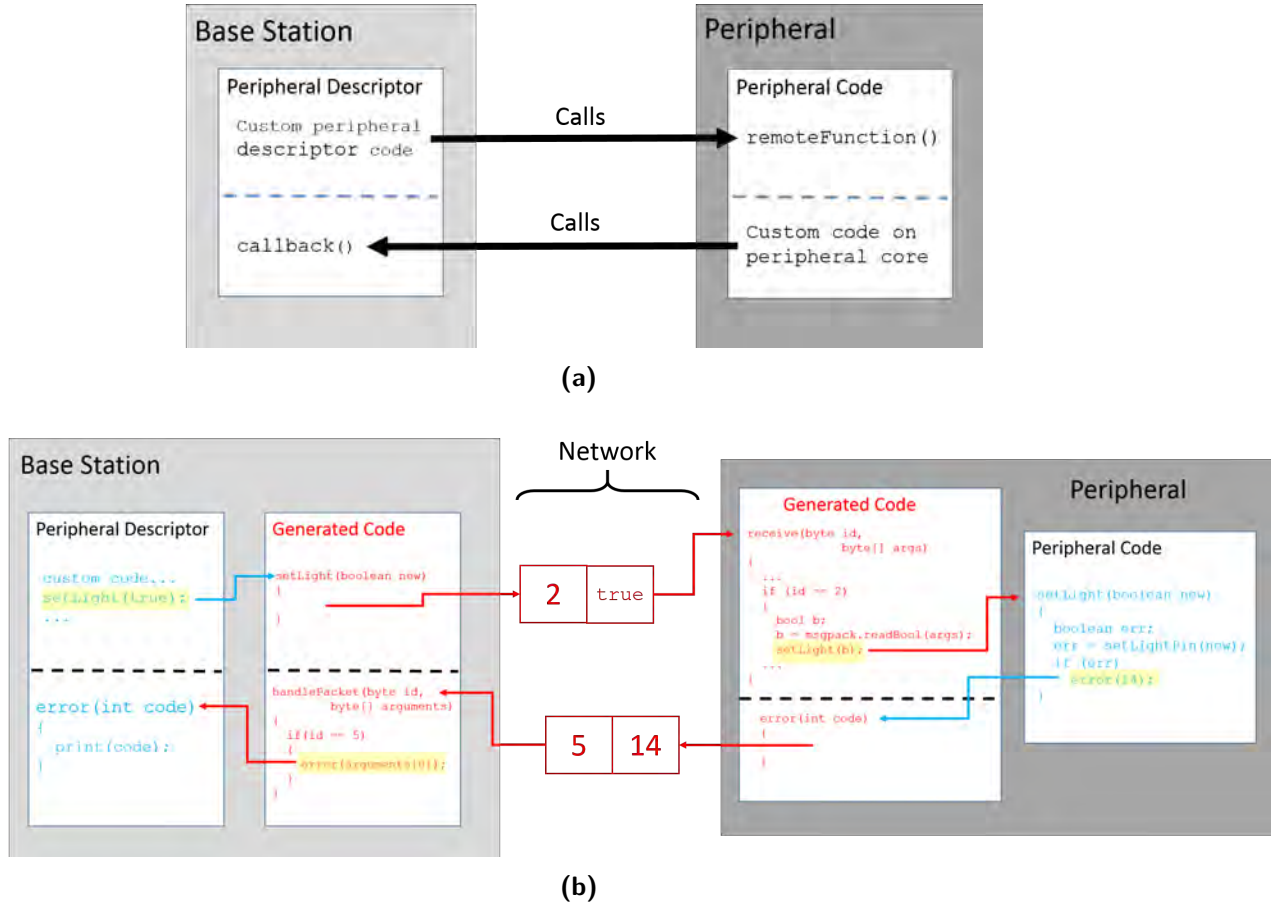 Base Station
Peripheral Descriptor
Custom peripheral
descriptor code
callback()
Calls
Calls
Peripheral
Peripheral Code
remoteFunction()
Custom code on
peripheral core
(a)
Base Station
Peripheral Descriptor
custom code...
setLight(true);
...
error(int code)
{
print(code);
}
Generated Code
setLight(boolean now)
{
}
handlePacket(byte id,
byte[] arguments)
{
if(id == 5)
{
error(arguments[0]);
}
}
Network
2 true
5 14
Peripheral
Generated Code
receive(byte id,
byte[] args)
{
...
if (id == 2)
{
bool b;
b = msgpack.readBool(args);
setLight(b);
...
{
error(int code)
{
}
Peripheral Code
setLight(boolean now)
{
boolean err;
err = setLightPin(now);
if (err)
error(14);
}
(b)